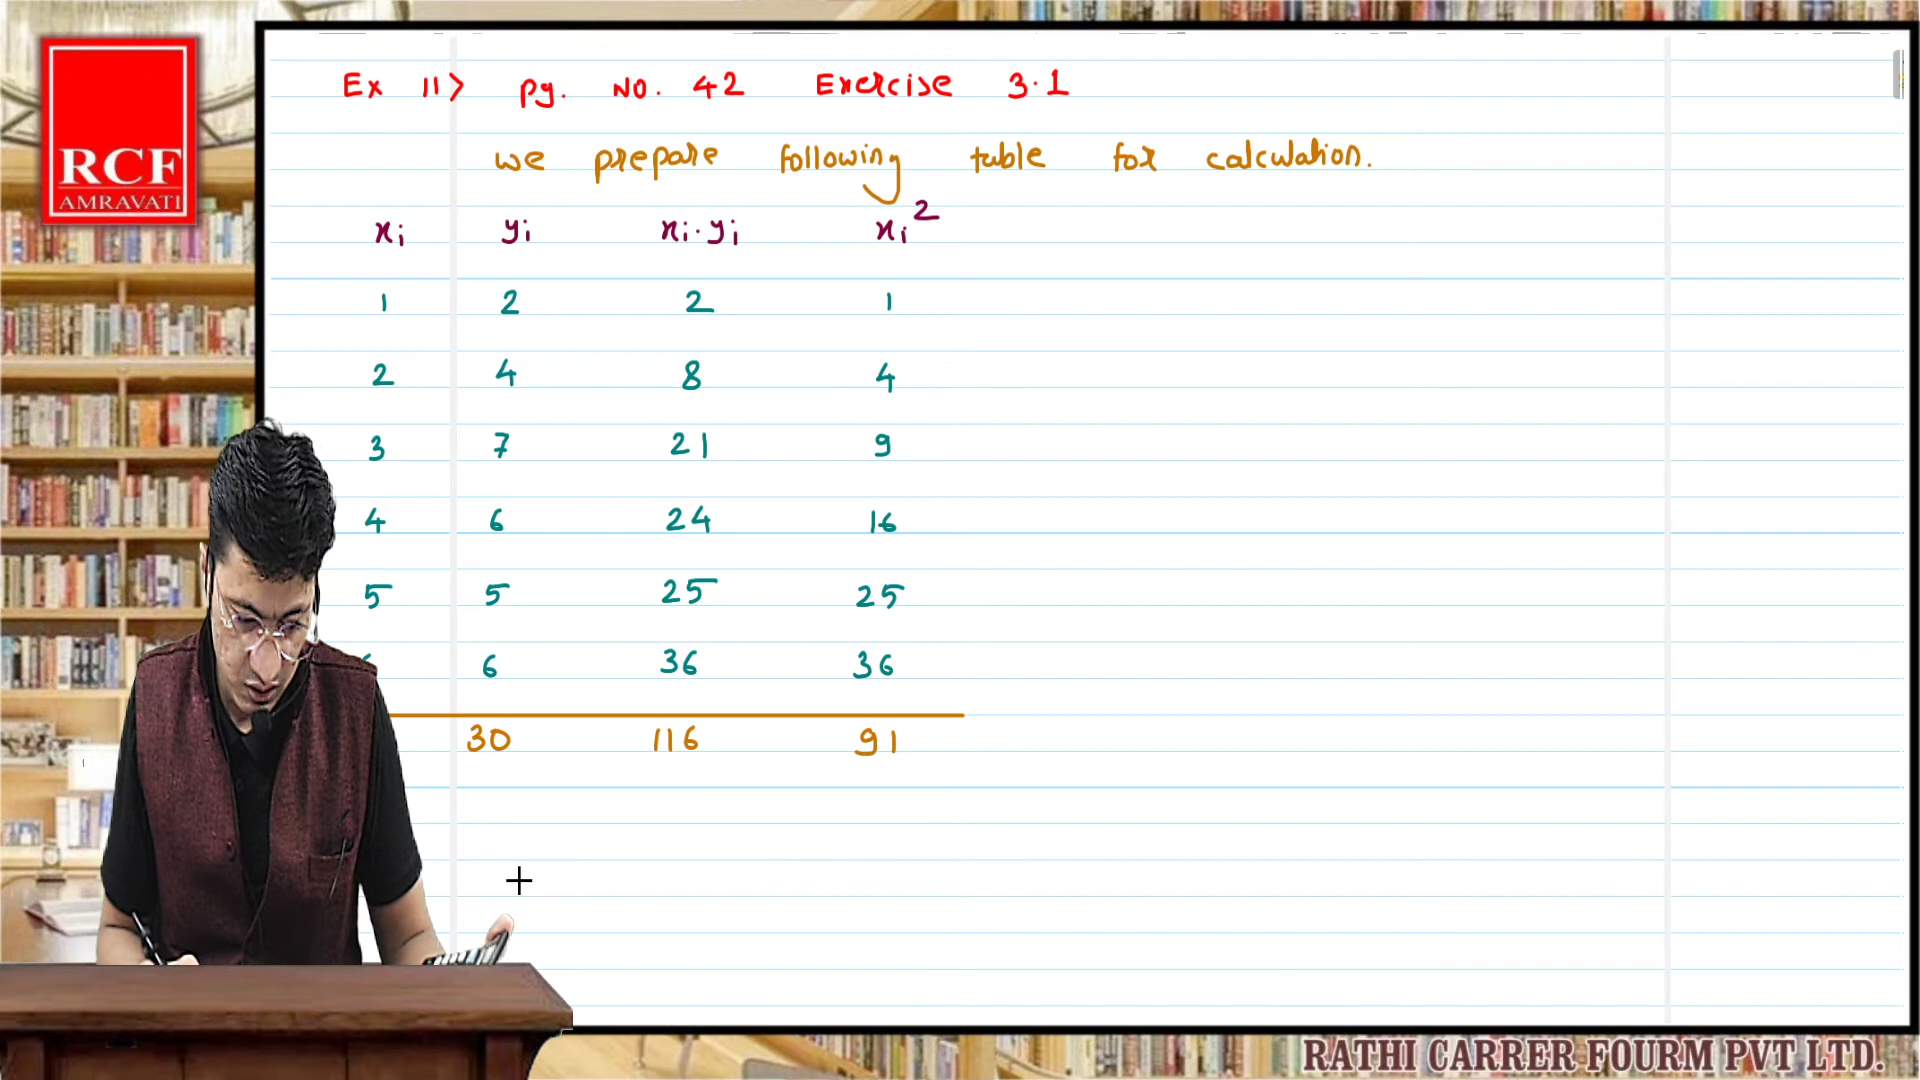 RCF
AMRAVATI
Ex 11> pg. No. 42 Exercise 3.1
we prepare following table for calculation.
xi yi xi.yi xi²
1 2 2 1
2 4 8 4
3 7 21 9
4 6 24 16
5 5 25 25
6 36 36
30 116 91
RATHI CARRER FOURM PVT LTD.